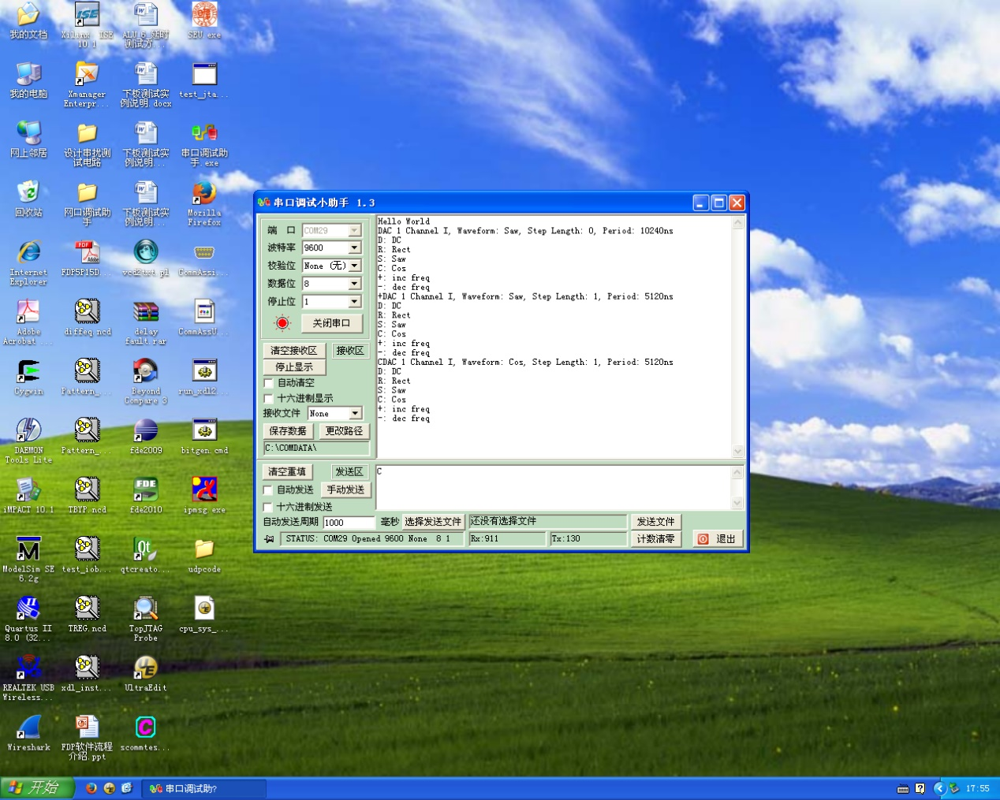 我的文档
Xilinx ISE
10.1
ALU_6_延时
测试方...
SEU.exe
我的电脑
Xmanager
Enterpr...
下板测试实
例说明.docx
test_jta...
网上邻居
设计串扰测
试电路
下板测试实
例说明...
串口调试助
手.exe
回收站
网口调试助
手
下板测试实
例说明...
Mozilla
Firefox
Internet
Explorer
FDP5P15D...
vcd2txt.pl
CommAssi...
Adobe
Acrobat ...
diffeq.ncd
delay
fault.rar
CommAssU...
Cygwin
Pattern_...
Beyond
Compare 3
run_xdl2...
DAEMON
Tools Lite
Pattern_...
fde2009
bitgen.cmd
iMPACT 10.1
TBYP.ncd
fde2010
ipmsg.exe
ModelSim SE
6.2g
test_iob...
qtcreato...
udpcode
Quartus II
8.0 (32...
TREG.ncd
TopJTAG
Probe
cpu_sys_...
REALTEK USB
Wireless...
xdl_inst...
UltraEdit
Wireshark
FDP软件流程
介绍.ppt
scommtes...
串口调试小助手 1.3
端 口 COM29
波特率 9600
校验位 None (无)
数据位 8
停止位 1
关闭串口
清空接收区 接收区
停止显示
自动清空
十六进制显示
接收文件 None
保存数据 更改路径
C:\COMDATA\
Hello World
DAC 1 Channel I, Waveform: Saw, Step Length: 0, Period: 10240ns
D: DC
R: Rect
S: Saw
C: Cos
+: inc freq
-: dec freq
+DAC 1 Channel I, Waveform: Saw, Step Length: 1, Period: 5120ns
D: DC
R: Rect
S: Saw
C: Cos
+: inc freq
-: dec freq
CDAC 1 Channel I, Waveform: Cos, Step Length: 1, Period: 5120ns
D: DC
R: Rect
S: Saw
C: Cos
+: inc freq
-: dec freq
清空重填 发送区
C
自动发送 手动发送
十六进制发送
自动发送周期 1000 毫秒 选择发送文件 还没有选择文件 发送文件
STATUS: COM29 Opened 9600 None 8 1 Rx:911 Tx:130 计数清零 退出
开始 串口调试助? 17:55